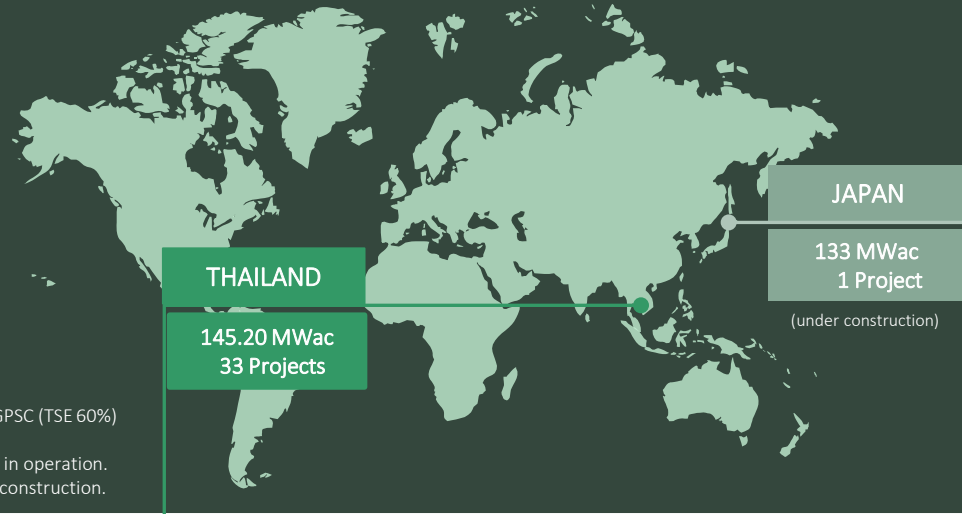 JAPAN
133 MWac
1 Project
(under construction)
THAILAND
145.20 MWac
33 Projects
GPSC (TSE 60%)
in operation.
construction.